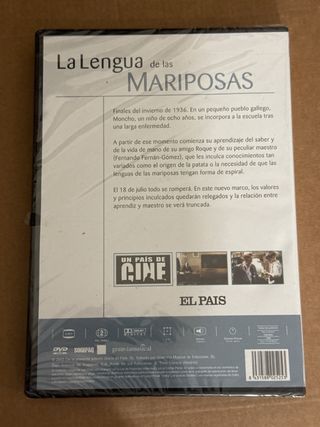 La Lengua de las
MARIPOSAS
Finales del invierno de 1936. En un pequeño pueblo gallego,
Moncho, un niño de ocho años, se incorpora a la escuela tras
una larga enfermedad.
A partir de ese momento comienza su aprendizaje del saber y
de la vida de mano de su amigo Roque y de su peculiar maestro
(Fernando Fernán-Gómez), que les inculca conocimientos tan
variados como el origen de la patata o la necesidad de que las
lenguas de las mariposas tengan forma de espiral.
El 18 de julio todo se romperá. En este nuevo marco, los valores
y principios inculcados quedarán relegados y la relación entre
aprendiz y maestro se verá truncada.
UN PAIS DE
CINE
EL PAIS
DVD